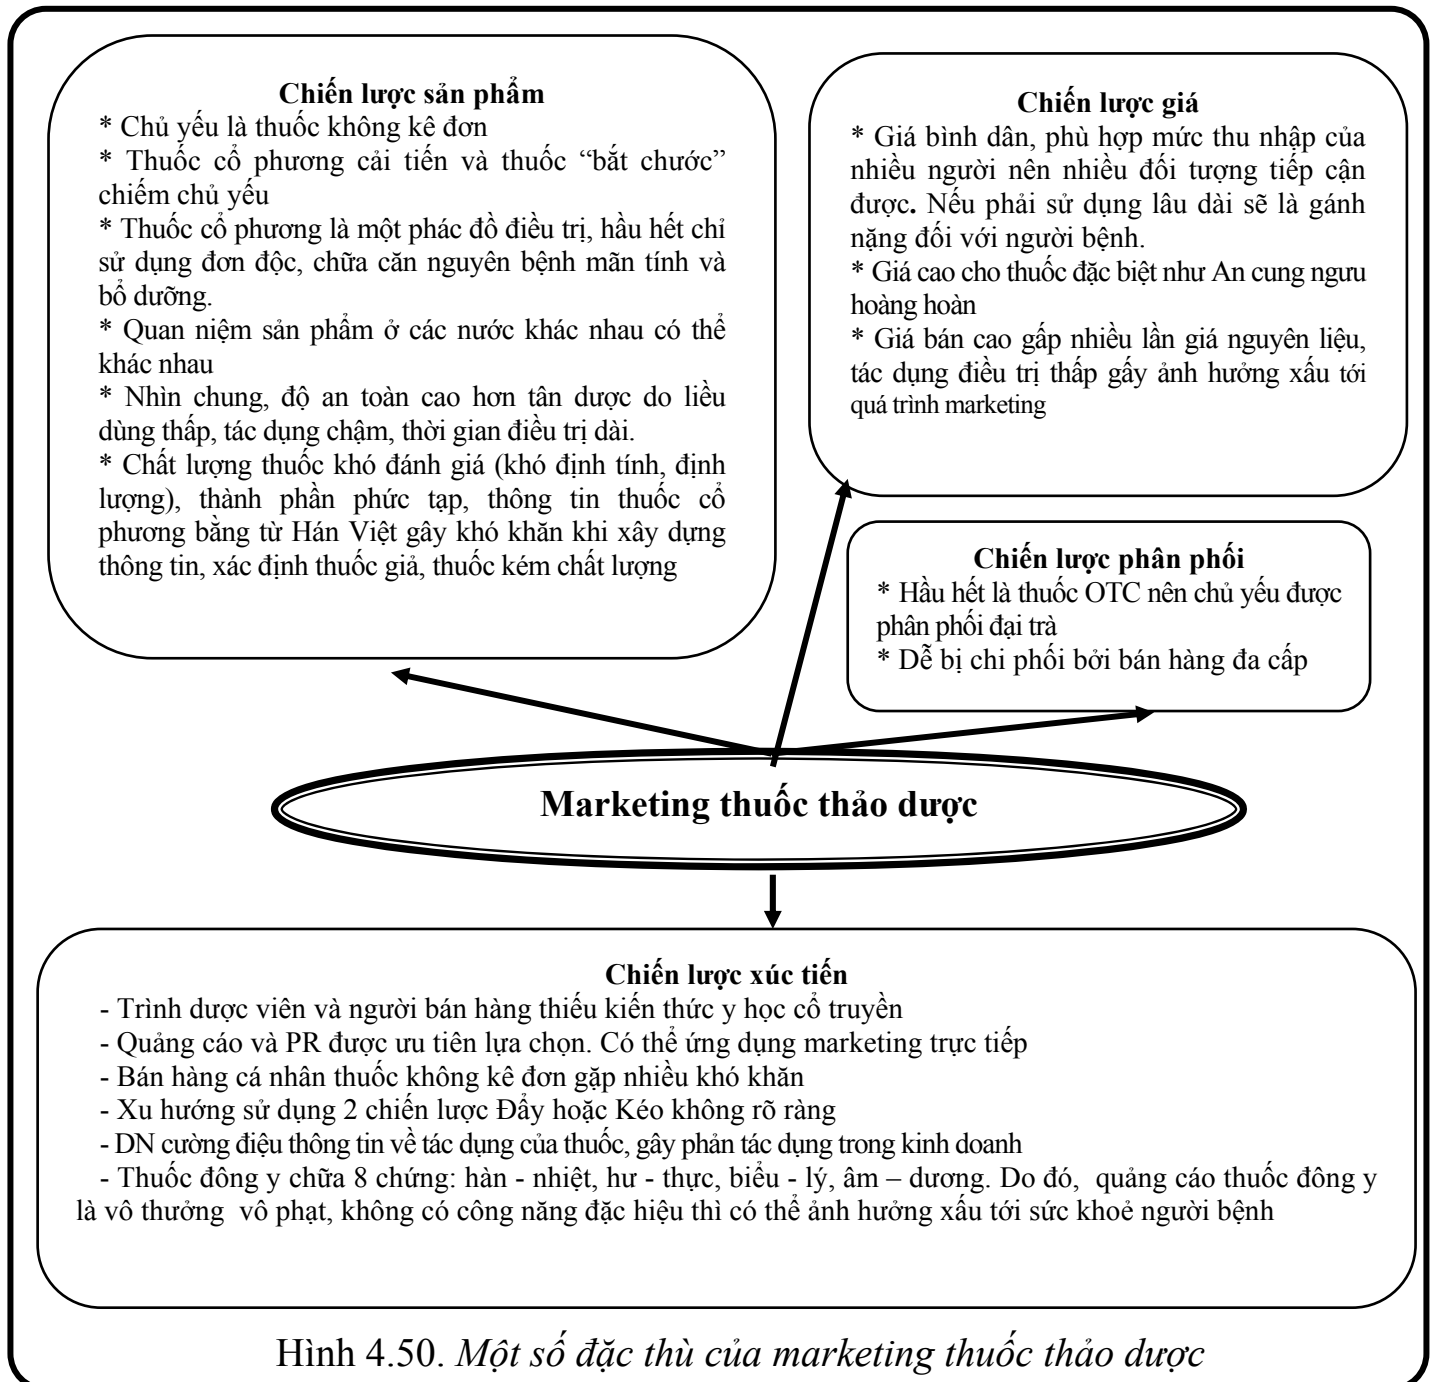 Chiến lược sản phẩm
* Chủ yếu là thuốc không kê đơn
* Thuốc cổ phương cải tiến và thuốc “bắt chước”
chiếm chủ yếu
* Thuốc cổ phương là một phác đồ điều trị, hầu hết chỉ
sử dụng đơn độc, chữa căn nguyên bệnh mãn tính và
bổ dưỡng.
* Quan niệm sản phẩm ở các nước khác nhau có thể
khác nhau
* Nhìn chung, độ an toàn cao hơn tân dược do liều
dùng thấp, tác dụng chậm, thời gian điều trị dài.
* Chất lượng thuốc khó đánh giá (khó định tính, định
lượng), thành phần phức tạp, thông tin thuốc cổ
phương bằng từ Hán Việt gây khó khăn khi xây dựng
thông tin, xác định thuốc giả, thuốc kém chất lượng
Chiến lược giá
* Giá bình dân, phù hợp mức thu nhập của
nhiều người nên nhiều đối tượng tiếp cận
được. Nếu phải sử dụng lâu dài sẽ là gánh
nặng đối với người bệnh.
* Giá cao cho thuốc đặc biệt như An cung ngưu
hoàng hoàn
* Giá bán cao gấp nhiều lần giá nguyên liệu,
tác dụng điều trị thấp gấy ảnh hưởng xấu tới
quá trình marketing
Chiến lược phân phối
* Hầu hết là thuốc OTC nên chủ yếu được
phân phối đại trà
* Dễ bị chi phối bởi bán hàng đa cấp
Marketing thuốc thảo dược
Chiến lược xúc tiến
- Trình dược viên và người bán hàng thiếu kiến thức y học cổ truyền
- Quảng cáo và PR được ưu tiên lựa chọn. Có thể ứng dụng marketing trực tiếp
- Bán hàng cá nhân thuốc không kê đơn gặp nhiều khó khăn
- Xu hướng sử dụng 2 chiến lược Đẩy hoặc Kéo không rõ ràng
- DN cường điệu thông tin về tác dụng của thuốc, gây phản tác dụng trong kinh doanh
- Thuốc đông y chữa 8 chứng: hàn - nhiệt, hư - thực, biểu - lý, âm – dương. Do đó, quảng cáo thuốc đông y
là vô thưởng vô phạt, không có công năng đặc hiệu thì có thể ảnh hưởng xấu tới sức khoẻ người bệnh
Hình 4.50. Một số đặc thù của marketing thuốc thảo dược